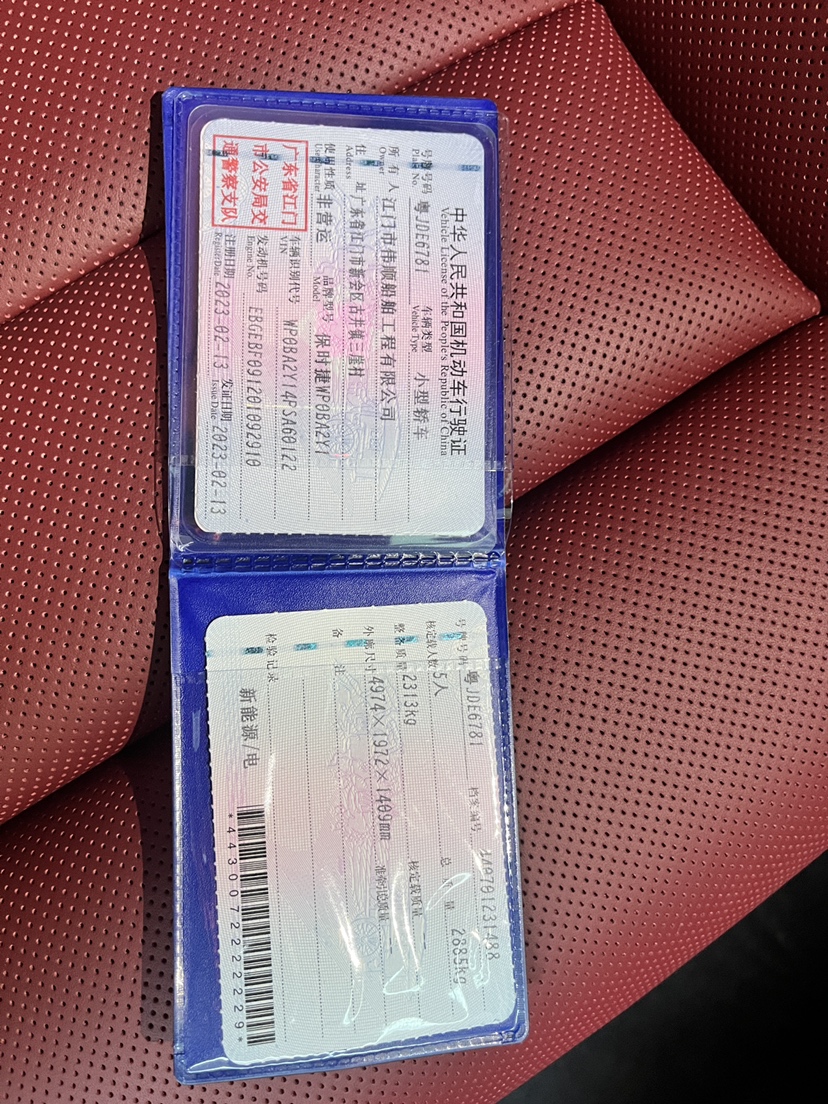 中华人民共和国机动车行驶证
Vehicle License of the People's Republic of China
号牌号码 粤JDE6781 车辆类型 小型轿车
Plate No. Vehicle Type
所有人 江门市伟顺船舶工程有限公司
Owner
住址 广东省江门市新会区古井镇三崖村
Address
使用性质 非营运 品牌型号 保时捷WP0BA2Y1
Use Character Model
广东省江门
市公安局交
通警察支队
车辆识别代号 WP0BA2Y14PSA60122
VIN
发动机号码 EBGEBF091201092910
Engine No.
注册日期 2023-02-13 发证日期 2023-02-13
Register Date Issue Date
号牌号码 粤JDE6781 档案编号 440701231488
核定载人数 5人 总质量 2885kg
整备质量 2313kg 核定载质量 --
外廓尺寸 4974×1972×1409mm 准牵引总质量 --
备注
检验记录
新能源/电
*4430072222229*